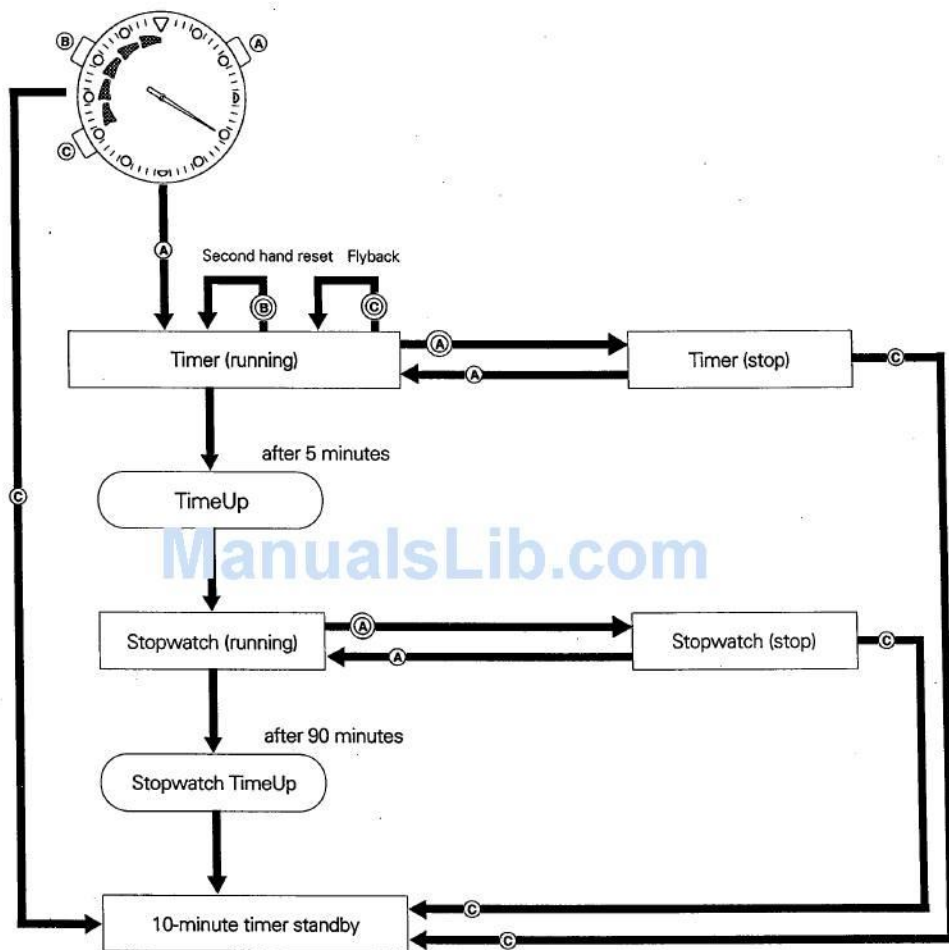 Ⓑ
Ⓐ
Ⓒ
Ⓐ
Second hand reset Flyback
Ⓑ
Ⓒ
Timer (running)
Ⓐ
Ⓐ
Timer (stop)
Ⓒ
after 5 minutes
TimeUp
Ⓒ
ManualsLib.com
Stopwatch (running)
Ⓐ
Ⓐ
Stopwatch (stop)
Ⓒ
after 90 minutes
Stopwatch TimeUp
10-minute timer standby
Ⓒ
Ⓒ